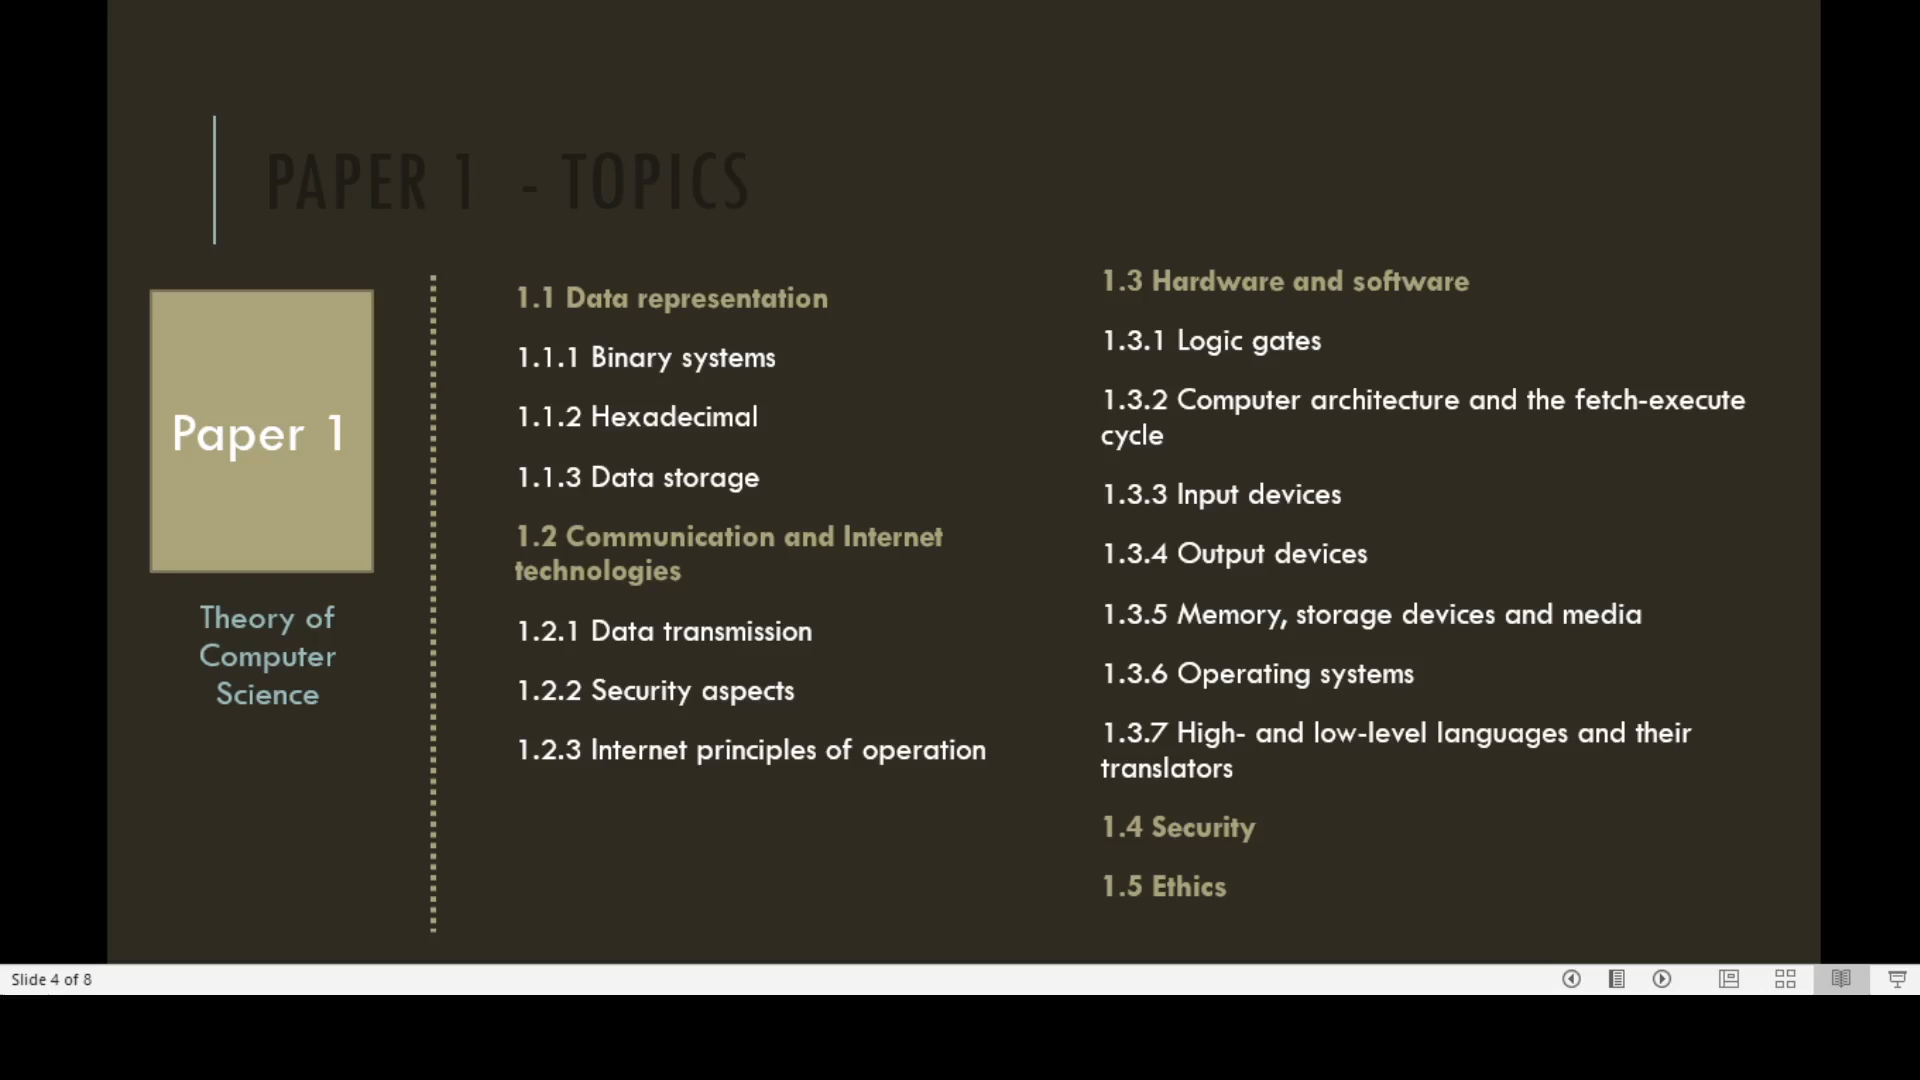 PAPER 1 - TOPICS
Paper 1
Theory of
Computer
Science
1.1 Data representation
1.1.1 Binary systems
1.1.2 Hexadecimal
1.1.3 Data storage
1.2 Communication and Internet
technologies
1.2.1 Data transmission
1.2.2 Security aspects
1.2.3 Internet principles of operation
1.3 Hardware and software
1.3.1 Logic gates
1.3.2 Computer architecture and the fetch-execute
cycle
1.3.3 Input devices
1.3.4 Output devices
1.3.5 Memory, storage devices and media
1.3.6 Operating systems
1.3.7 High- and low-level languages and their
translators
1.4 Security
1.5 Ethics
Slide 4 of 8